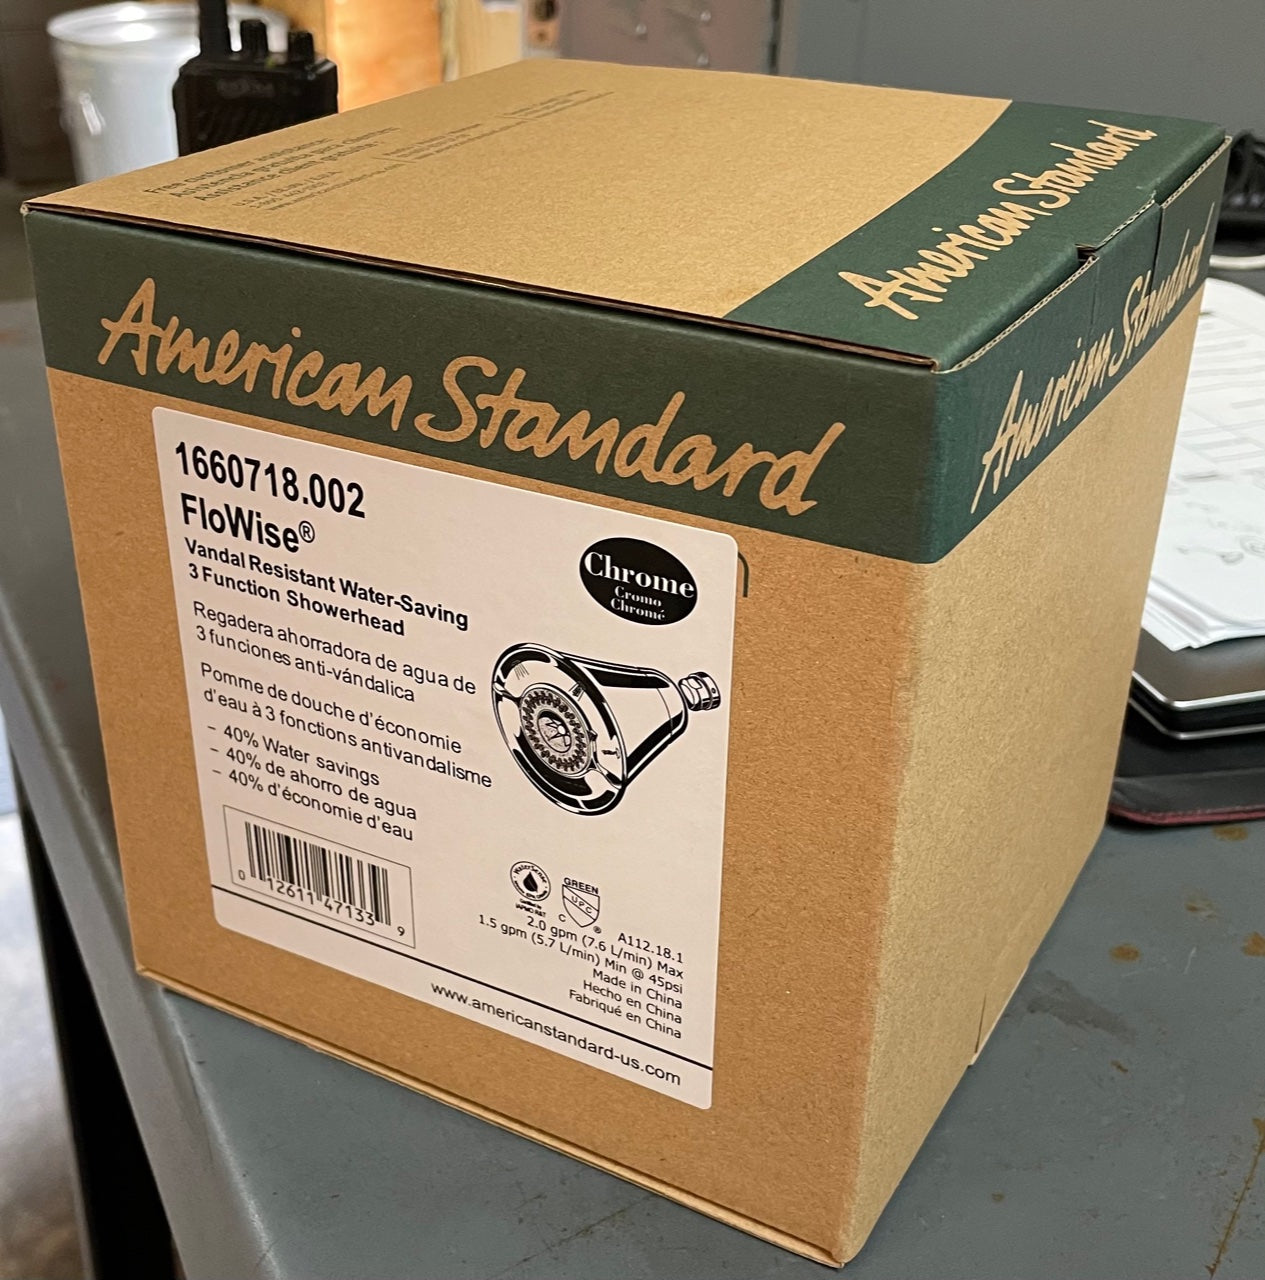 American Standard
American Standard
American Standard
1660718.002
FloWise®
Vandal Resistant Water-Saving
3 Function Showerhead
Regadera ahorradora de agua de
3 funciones anti-vándalica
Pomme de douche d'économie
d'eau à 3 fonctions antivandalisme
– 40% Water savings
– 40% de ahorro de agua
– 40% d'économie d'eau
Chrome
Cromo
Chromé
0 12611 47133 9
WaterSense
GREEN
UPC
C ®
A112.18.1
2.0 gpm (7.6 L/min) Max
1.5 gpm (5.7 L/min) Min @ 45psi
Made in China
Hecho en China
Fabriqué en China
www.americanstandard-us.com